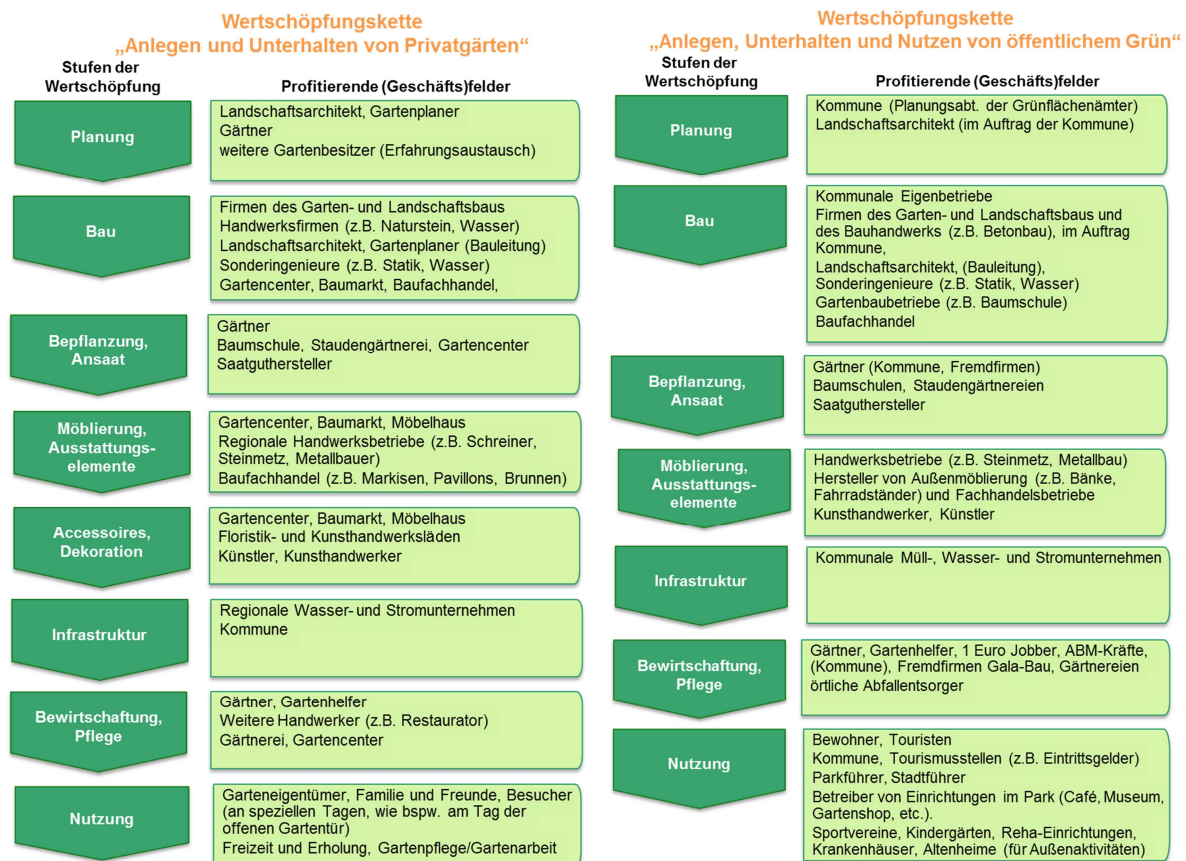 Wertschöpfungskette
„Anlegen und Unterhalten von Privatgärten“
Stufen der
Wertschöpfung
Profitierende (Geschäfts)felder
Planung
Landschaftsarchitekt, Gartenplaner
Gärtner
weitere Gartenbesitzer (Erfahrungsaustausch)
Bau
Firmen des Garten- und Landschaftsbaus
Handwerksfirmen (z.B. Naturstein, Wasser)
Landschaftsarchitekt, Gartenplaner (Bauleitung)
Sonderingenieure (z.B. Statik, Wasser)
Gartencenter, Baumarkt, Baufachhandel,
Bepflanzung,
Ansaat
Gärtner
Baumschule, Staudengärtnerei, Gartencenter
Saatguthersteller
Möblierung,
Ausstattungs-
elemente
Gartencenter, Baumarkt, Möbelhaus
Regionale Handwerksbetriebe (z.B. Schreiner,
Steinmetz, Metallbauer)
Baufachhandel (z.B. Markisen, Pavillons, Brunnen)
Accessoires,
Dekoration
Gartencenter, Baumarkt, Möbelhaus
Floristik- und Kunsthandwerksläden
Künstler, Kunsthandwerker
Infrastruktur
Regionale Wasser- und Stromunternehmen
Kommune
Bewirtschaftung,
Pflege
Gärtner, Gartenhelfer
Weitere Handwerker (z.B. Restaurator)
Gärtnerei, Gartencenter
Nutzung
Garteneigentümer, Familie und Freunde, Besucher
(an speziellen Tagen, wie bspw. am Tag der
offenen Gartentür)
Freizeit und Erholung, Gartenpflege/Gartenarbeit
Wertschöpfungskette
„Anlegen, Unterhalten und Nutzen von öffentlichem Grün“
Stufen der
Wertschöpfung
Profitierende (Geschäfts)felder
Planung
Kommune (Planungsabt. der Grünflächenämter)
Landschaftsarchitekt (im Auftrag der Kommune)
Bau
Kommunale Eigenbetriebe
Firmen des Garten- und Landschaftsbaus und
des Bauhandwerks (z.B. Betonbau), im Auftrag
Kommune,
Landschaftsarchitekt, (Bauleitung),
Sonderingenieure (z.B. Statik, Wasser)
Gartenbaubetriebe (z.B. Baumschule)
Baufachhandel
Bepflanzung,
Ansaat
Gärtner (Kommune, Fremdfirmen)
Baumschulen, Staudengärtnereien
Saatguthersteller
Möblierung,
Ausstattungs-
elemente
Handwerksbetriebe (z.B. Steinmetz, Metallbau)
Hersteller von Außenmöblierung (z.B. Bänke,
Fahrradständer) und Fachhandelsbetriebe
Kunsthandwerker, Künstler
Infrastruktur
Kommunale Müll-, Wasser- und Stromunternehmen
Bewirtschaftung,
Pflege
Gärtner, Gartenhelfer, 1 Euro Jobber, ABM-Kräfte,
(Kommune), Fremdfirmen Gala-Bau, Gärtnereien
örtliche Abfallentsorger
Nutzung
Bewohner, Touristen
Kommune, Tourismusstellen (z.B. Eintrittsgelder)
Parkführer, Stadtführer
Betreiber von Einrichtungen im Park (Café, Museum,
Gartenshop, etc.).
Sportvereine, Kindergärten, Reha-Einrichtungen,
Krankenhäuser, Altenheime (für Außenaktivitäten)